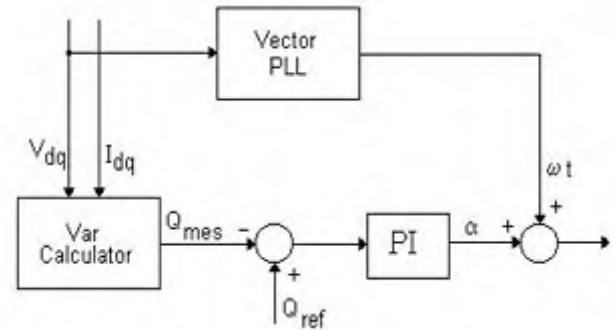 Vector
PLL
V dq
I dq
ωt
Var
Calculator
Q mes
-
+
Q ref
PI
α
+
+